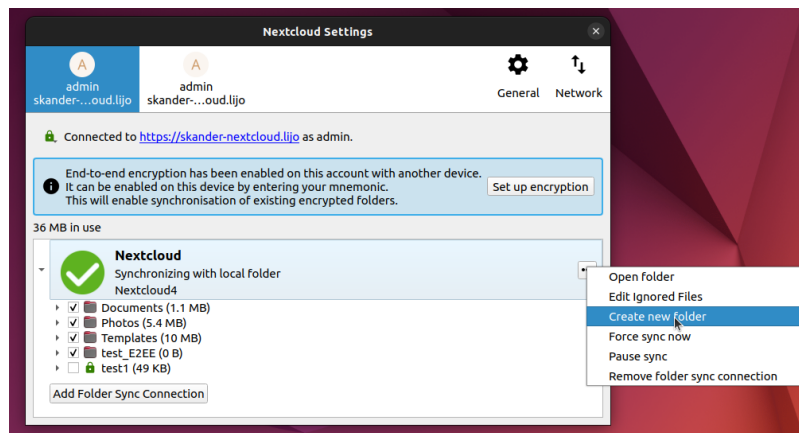 Nextcloud Settings
A
admin
skander-...oud.lijo
A
admin
skander-...oud.lijo
General
Network
Connected to https://skander-nextcloud.lijo as admin.
End-to-end encryption has been enabled on this account with another device.
It can be enabled on this device by entering your mnemonic.
This will enable synchronisation of existing encrypted folders.
Set up encryption
36 MB in use
Nextcloud
Synchronizing with local folder
Nextcloud4
Documents (1.1 MB)
Photos (5.4 MB)
Templates (10 MB)
test_E2EE (0 B)
test1 (49 KB)
Add Folder Sync Connection
Open folder
Edit Ignored Files
Create new folder
Force sync now
Pause sync
Remove folder sync connection